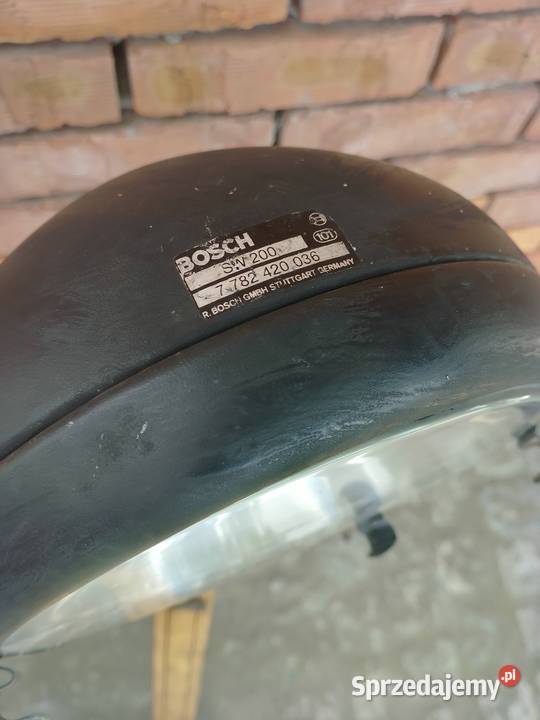 BOSCH
101
SW 200
7 782 420 036
R. BOSCH GMBH STUTTGART GERMANY
Sprzedajemy.pl